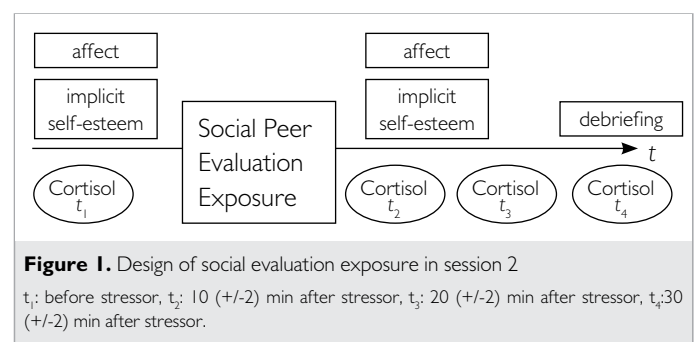 affect
affect
implicit
self-esteem
implicit
self-esteem
Social Peer
Evaluation
Exposure
debriefing
t
Cortisol
t₁
Cortisol
t₂
Cortisol
t₃
Cortisol
t₄
Figure 1. Design of social evaluation exposure in session 2
t₁: before stressor, t₂: 10 (+/-2) min after stressor, t₃: 20 (+/-2) min after stressor, t₄:30
(+/-2) min after stressor.